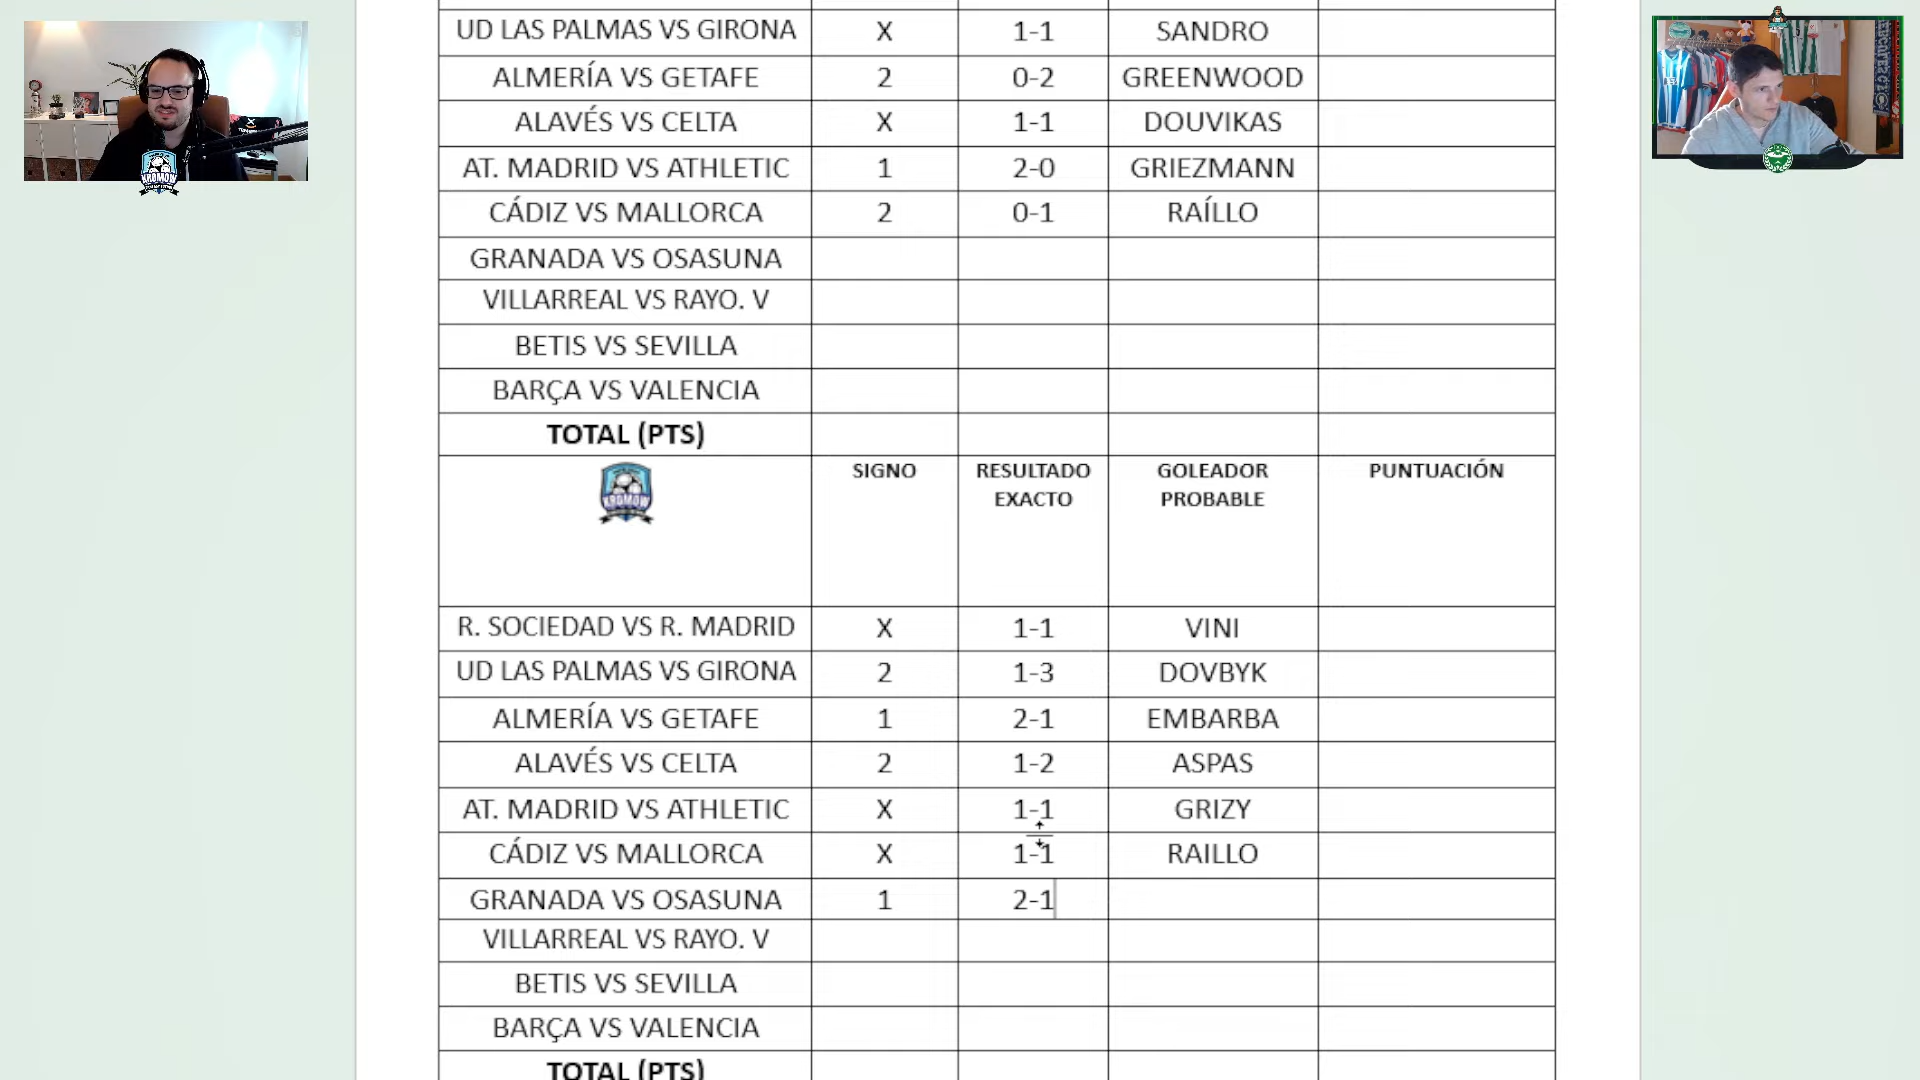 UD LAS PALMAS VS GIRONA X 1-1 SANDRO
ALMERÍA VS GETAFE 2 0-2 GREENWOOD
ALAVÉS VS CELTA X 1-1 DOUVIKAS
AT. MADRID VS ATHLETIC 1 2-0 GRIEZMANN
CÁDIZ VS MALLORCA 2 0-1 RAÍLLO
GRANADA VS OSASUNA
VILLARREAL VS RAYO. V
BETIS VS SEVILLA
BARÇA VS VALENCIA
TOTAL (PTS)
KROMOW SIGNO RESULTADO EXACTO GOLEADOR PROBABLE PUNTUACIÓN
R. SOCIEDAD VS R. MADRID X 1-1 VINI
UD LAS PALMAS VS GIRONA 2 1-3 DOVBYK
ALMERÍA VS GETAFE 1 2-1 EMBARBA
ALAVÉS VS CELTA 2 1-2 ASPAS
AT. MADRID VS ATHLETIC X 1-1 GRIZY
CÁDIZ VS MALLORCA X 1-1 RAILLO
GRANADA VS OSASUNA 1 2-1
VILLARREAL VS RAYO. V
BETIS VS SEVILLA
BARÇA VS VALENCIA
TOTAL (PTS)
KROMOW